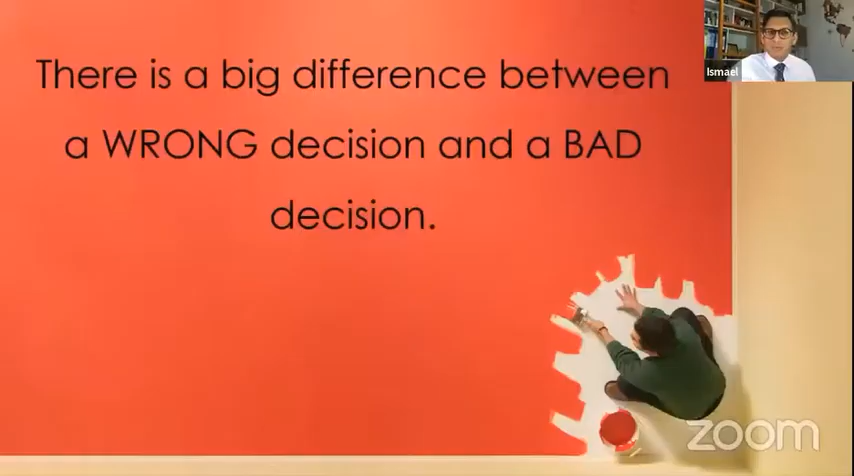 Ismael
There is a big difference between
a WRONG decision and a BAD
decision.
zoom